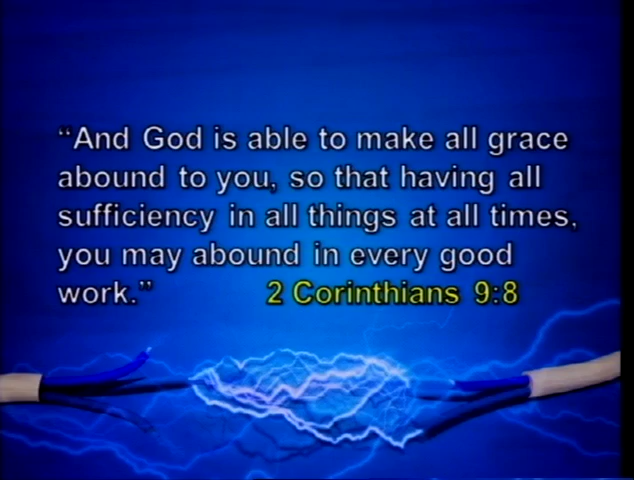 “And God is able to make all grace
abound to you, so that having all
sufficiency in all things at all times,
you may abound in every good
work.” 2 Corinthians 9:8